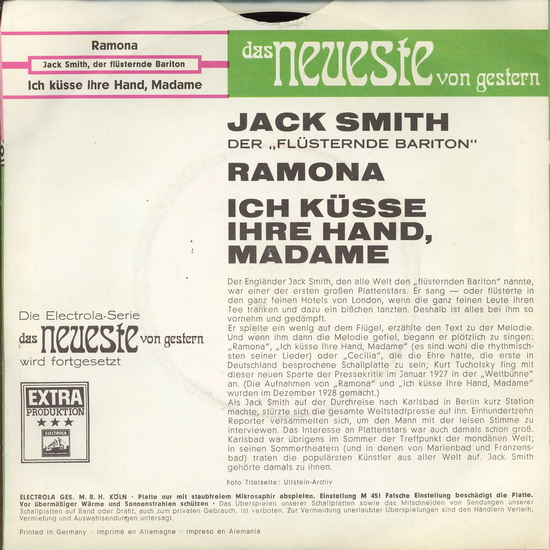 Ramona
Jack Smith, der flüsternde Bariton
Ich küsse Ihre Hand, Madame
das neueste von gestern
JACK SMITH
DER „FLÜSTERNDE BARITON“
RAMONA
ICH KÜSSE
IHRE HAND,
MADAME
Der Engländer Jack Smith, den alle Welt den „flüsternden Bariton“ nannte,
war einer der ersten großen Plattenstars. Er sang — oder flüsterte in
den ganz feinen Hotels von London, wenn die ganz feinen Leute ihren
Tee tranken und dazu ein bißchen tanzten. Deshalb ist alles bei ihm so
vornehm und gedämpft.
Er spielte ein wenig auf dem Flügel, erzählte den Text zu der Melodie.
Und wenn ihm dann die Melodie gefiel, begann er plötzlich zu singen:
„Ramona“, „Ich küsse Ihre Hand, Madame“ (es sind wohl die rhythmisch-
sten seiner Lieder) oder „Cecilia“, die die Ehre hatte, die erste in
Deutschland besprochene Schallplatte zu sein; Kurt Tucholsky fing mit
dieser neuen Sparte der Pressekritik im Januar 1927 in der „Weltbühne“
an. (Die Aufnahmen von „Ramona“ und „Ich küsse Ihre Hand, Madame“
wurden im Dezember 1928 gemacht.)
Als Jack Smith auf der Durchreise nach Karlsbad in Berlin kurz Station
machte, stürzte sich die gesamte Weltstadtpresse auf ihn. Einhundertzehn
Reporter versammelten sich, um den Mann mit der leisen Stimme zu
interviewen. Das Interesse an Plattenstars war auch damals schon groß.
Karlsbad war übrigens im Sommer der Treffpunkt der mondänen Welt;
in seinen Sommertheatern (und in denen von Marienbad und Franzens-
bad) traten die populärsten Künstler aus aller Welt auf. Jack Smith
gehörte damals zu ihnen.
Foto Titelseite: Ullstein-Archiv
Die Electrola-Serie
das neueste von gestern
wird fortgesetzt
EXTRA
PRODUKTION
★★★
ELECTROLA
ELECTROLA GES. M. B. H. KÖLN · Platte nur mit staubfreiem Mikrosaphir abspielen. Einstellung M 45! Falsche Einstellung beschädigt die Platte.
Vor übermäßiger Wärme und Sonnenstrahlen schützen · Das Überspielen unserer Schallplatten sowie das Mitschneiden von Sendungen unserer
Schallplatten auf Band oder Draht, auch zum privaten Gebrauch, ist verboten. Zur Vermeidung unerlaubter Überspielungen sind den Händlern Verleih,
Vermietung und Auswahlsendungen untersagt.
Printed in Germany · Imprimé en Allemagne · Impreso en Alemania